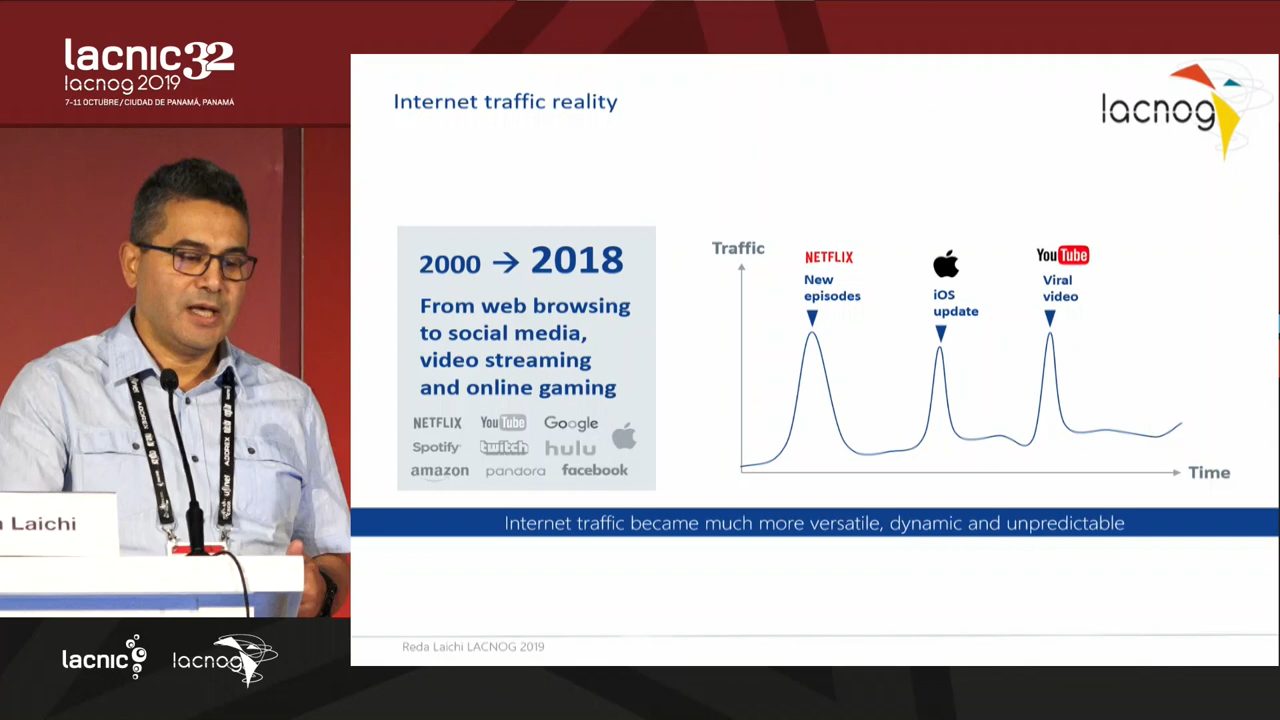 lacnic32
lacnog 2019
7-11 OCTUBRE / CIUDAD DE PANAMÁ, PANAMÁ
Laichi
lacnic
lacnog
Internet traffic reality
lacnog
2000 → 2018
From web browsing
to social media,
video streaming
and online gaming
NETFLIX YouTube Google
Spotify twitch hulu
amazon pandora facebook
Traffic
NETFLIX
New
episodes
iOS
update
YouTube
Viral
video
Time
Internet traffic became much more versatile, dynamic and unpredictable
Reda Laichi LACNOG 2019